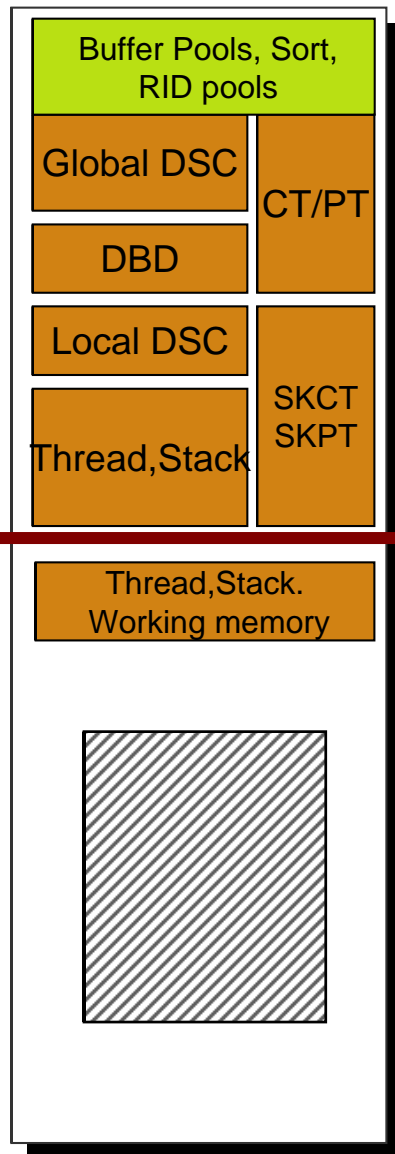 Buffer Pools, Sort,
RID pools
Global DSC
CT/PT
DBD
Local DSC
SKCT
SKPT
Thread,Stack
Thread,Stack.
Working memory